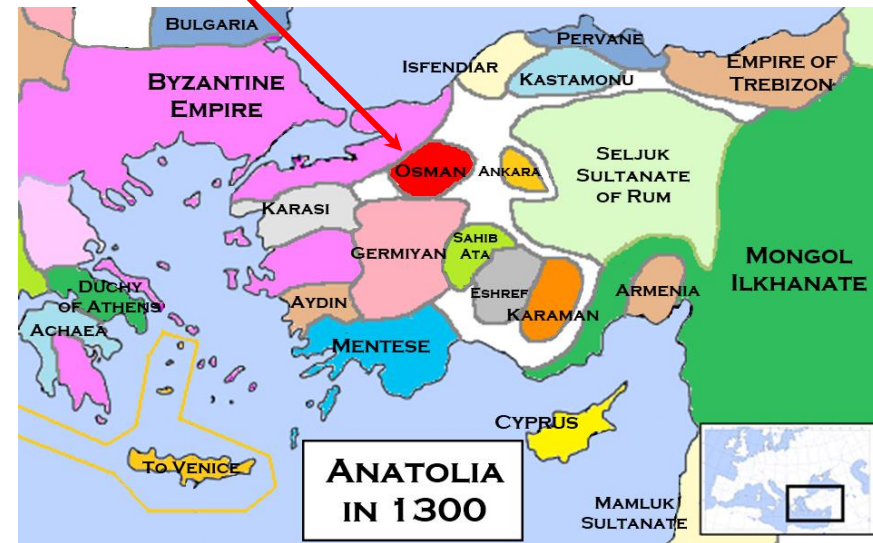 BULGARIA
PERVANE
ISFENDIAR
EMPIRE OF
TREBIZON
KASTAMONU
BYZANTINE
EMPIRE
OSMAN
ANKARA
SELJUK
SULTANATE
OF RUM
KARASI
SAHIB
ATA
GERMIYAN
MONGOL
ILKHANATE
DUCHY
OF ATHENS
ESHREF
ARMENIA
AYDIN
KARAMAN
ACHAEA
MENTESE
CYPRUS
TO VENICE
ANATOLIA
IN 1300
MAMLUK
SULTANATE